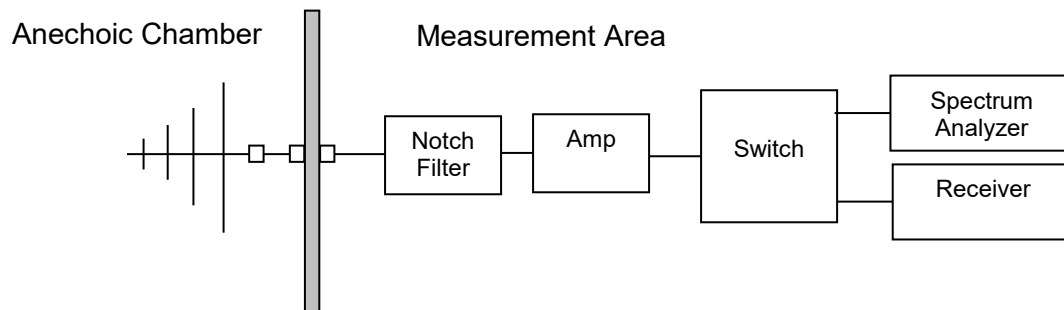 Anechoic Chamber
Measurement Area
Notch
Filter
Amp
Switch
Spectrum
Analyzer
Receiver